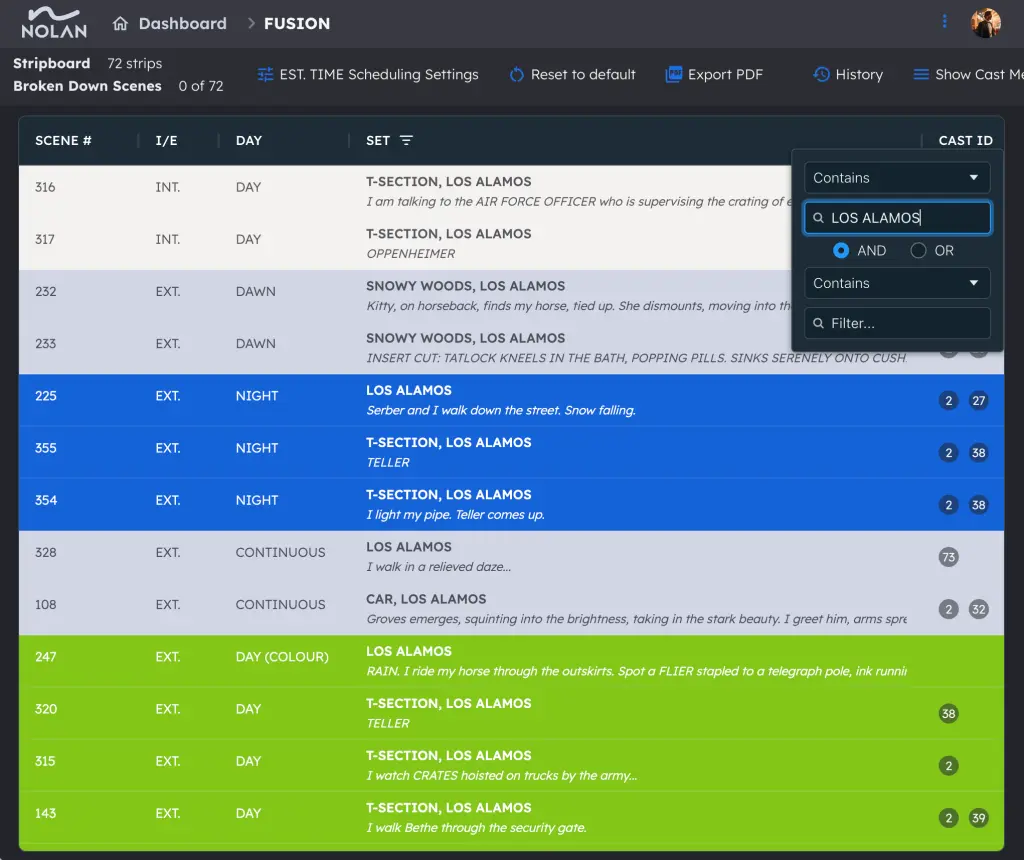 NOLAN
Dashboard > FUSION
Stripboard 72 strips
Broken Down Scenes 0 of 72
EST. TIME Scheduling Settings
Reset to default
PDF Export PDF
History
Show Cast Me
SCENE # I/E DAY SET CAST ID
316 INT. DAY T-SECTION, LOS ALAMOS
I am talking to the AIR FORCE OFFICER who is supervising the crating of
317 INT. DAY T-SECTION, LOS ALAMOS
OPPENHEIMER
232 EXT. DAWN SNOWY WOODS, LOS ALAMOS
Kitty, on horseback, finds my horse, tied up. She dismounts, moving into
233 EXT. DAWN SNOWY WOODS, LOS ALAMOS
INSERT CUT: TATLOCK KNEELS IN THE BATH, POPPING PILLS. SINKS SERENELY ONTO CUSH
Contains
LOS ALAMOS
AND OR
Contains
Filter...
225 EXT. NIGHT LOS ALAMOS 2 27
Serber and I walk down the street. Snow falling.
355 EXT. NIGHT T-SECTION, LOS ALAMOS 2 38
TELLER
354 EXT. NIGHT T-SECTION, LOS ALAMOS 2 38
I light my pipe. Teller comes up.
328 EXT. CONTINUOUS LOS ALAMOS 73
I walk in a relieved daze...
108 EXT. CONTINUOUS CAR, LOS ALAMOS 2 32
Groves emerges, squinting into the brightness, taking in the stark beauty. I greet him, arms spre
247 EXT. DAY (COLOUR) LOS ALAMOS
RAIN. I ride my horse through the outskirts. Spot a FLIER stapled to a telegraph pole, ink runnin
320 EXT. DAY T-SECTION, LOS ALAMOS 38
TELLER
315 EXT. DAY T-SECTION, LOS ALAMOS 2
I watch CRATES hoisted on trucks by the army...
143 EXT. DAY T-SECTION, LOS ALAMOS 2 39
I walk Bethe through the security gate.